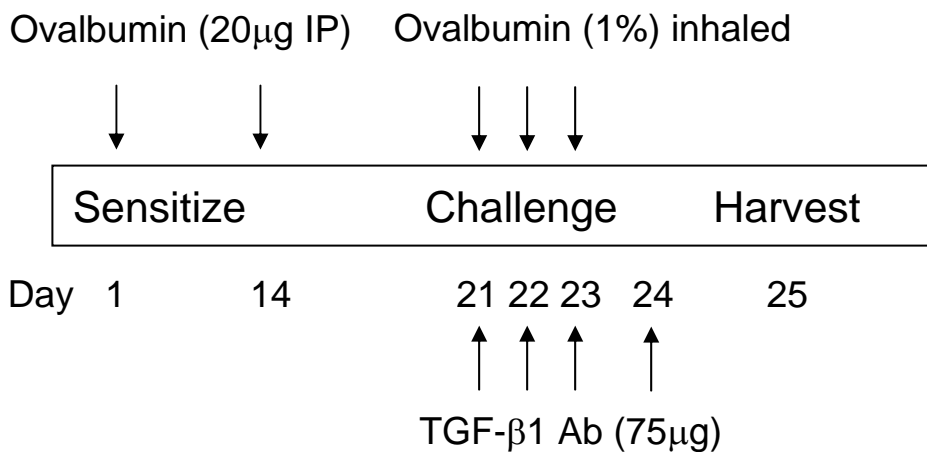 Ovalbumin (20μg IP) Ovalbumin (1%) inhaled
Sensitize Challenge Harvest
Day 1 14 21 22 23 24 25
TGF-β1 Ab (75μg)